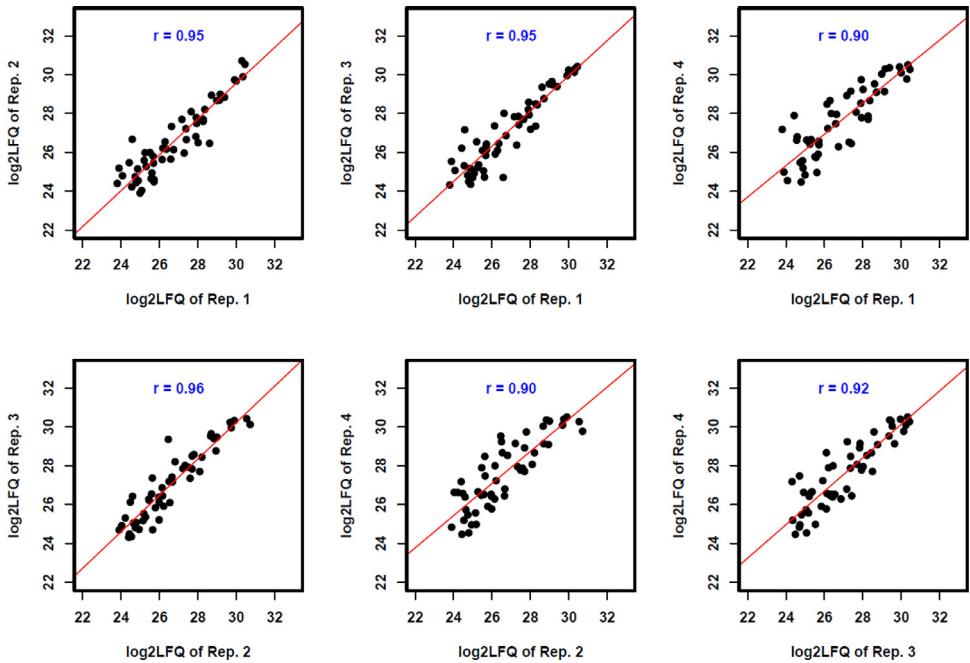 r = 0.95
log2LFQ of Rep. 2
32
30
28
26
24
22
22 24 26 28 30 32
log2LFQ of Rep. 1
r = 0.95
log2LFQ of Rep. 3
32
30
28
26
24
22
22 24 26 28 30 32
log2LFQ of Rep. 1
r = 0.90
log2LFQ of Rep. 4
32
30
28
26
24
22
22 24 26 28 30 32
log2LFQ of Rep. 1
r = 0.96
log2LFQ of Rep. 3
32
30
28
26
24
22
22 24 26 28 30 32
log2LFQ of Rep. 2
r = 0.90
log2LFQ of Rep. 4
32
30
28
26
24
22
22 24 26 28 30 32
log2LFQ of Rep. 2
r = 0.92
log2LFQ of Rep. 4
32
30
28
26
24
22
22 24 26 28 30 32
log2LFQ of Rep. 3